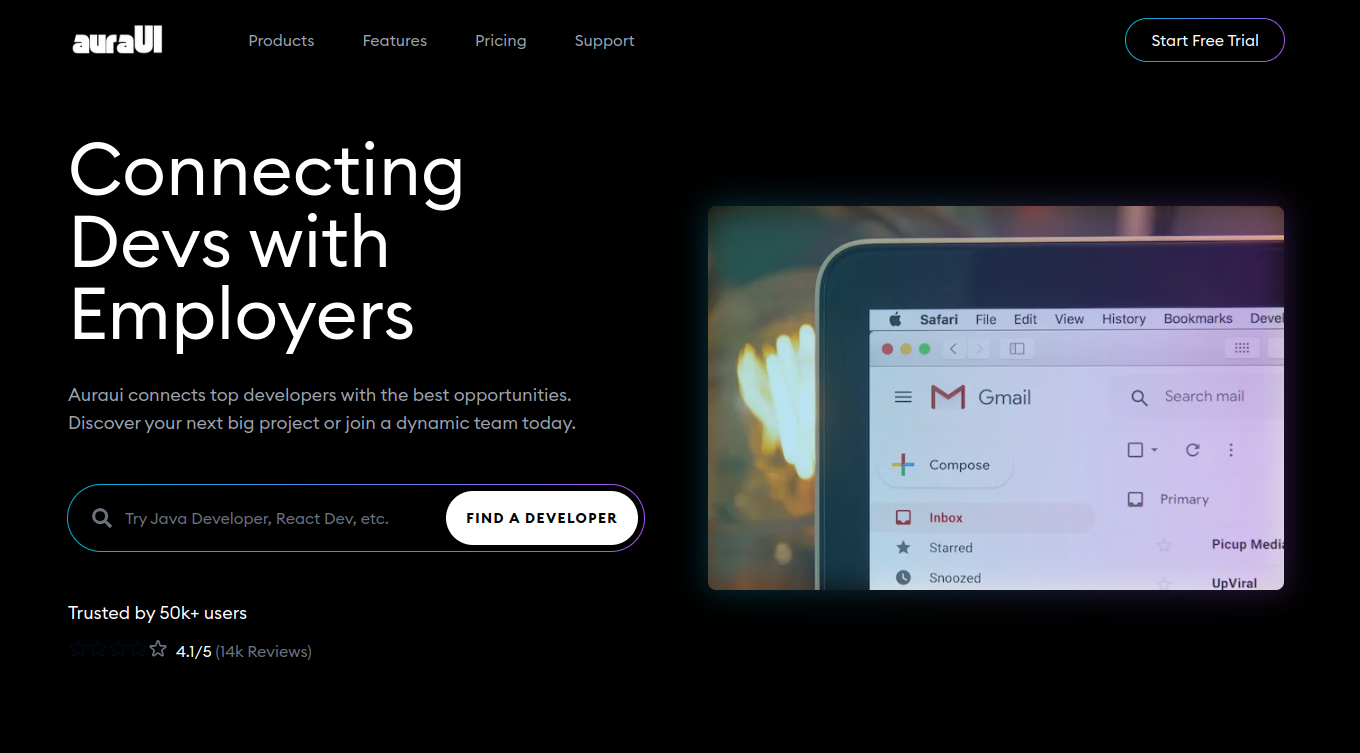 auraUI
Products Features Pricing Support
Start Free Trial
Connecting
Devs with
Employers
Auraui connects top developers with the best opportunities.
Discover your next big project or join a dynamic team today.
Try Java Developer, React Dev, etc.
FIND A DEVELOPER
Trusted by 50k+ users
4.1/5 (14k Reviews)
Safari File Edit View History Bookmarks Devel
Gmail
Search mail
Compose
Primary
Inbox
Starred
Picup Media
Snoozed
UpViral